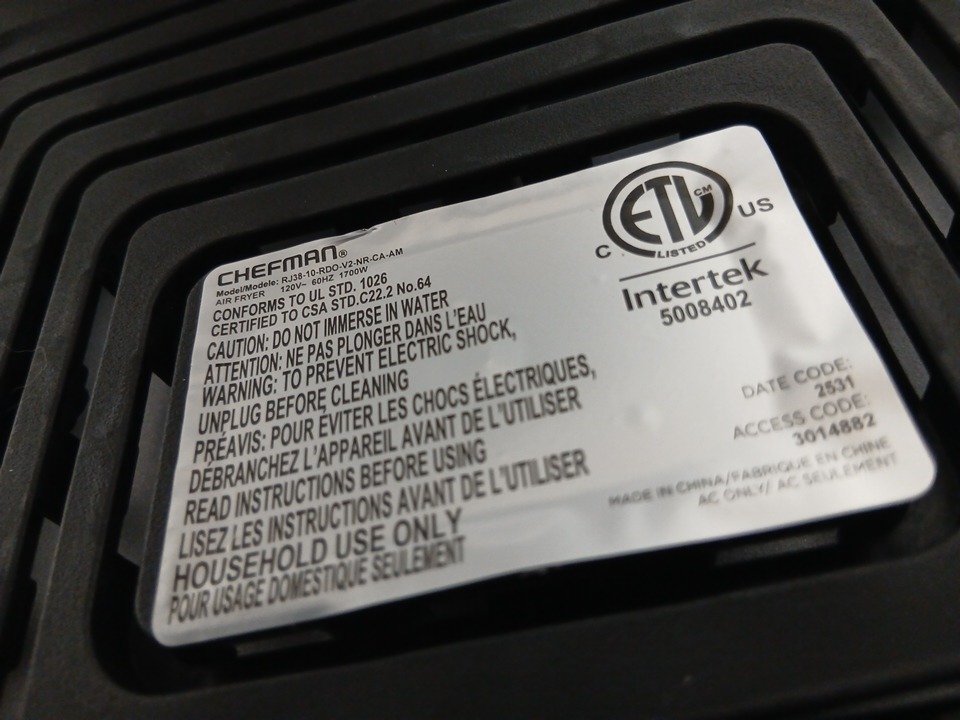 CHEFMAN®
Model/Modele: RJ38-10-RDO-V2-NR-CA-AM
AIR FRYER 120V~ 60HZ 1700W
CONFORMS TO UL STD. 1026
CERTIFIED TO CSA STD.C22.2 No.64
CAUTION: DO NOT IMMERSE IN WATER
ATTENTION: NE PAS PLONGER DANS L'EAU
WARNING: TO PREVENT ELECTRIC SHOCK,
UNPLUG BEFORE CLEANING
PRÉAVIS: POUR ÉVITER LES CHOCS ÉLECTRIQUES,
DÉBRANCHEZ L'APPAREIL AVANT DE L'UTILISER
READ INSTRUCTIONS BEFORE USING
LISEZ LES INSTRUCTIONS AVANT DE L'UTILISER
HOUSEHOLD USE ONLY
POUR USAGE DOMESTIQUE SEULEMENT
ETL CM
C US
LISTED
Intertek
5008402
DATE CODE:
2531
ACCESS CODE:
3014882
MADE IN CHINA/FABRIQUE EN CHINE
AC ONLY/ AC SEULEMENT